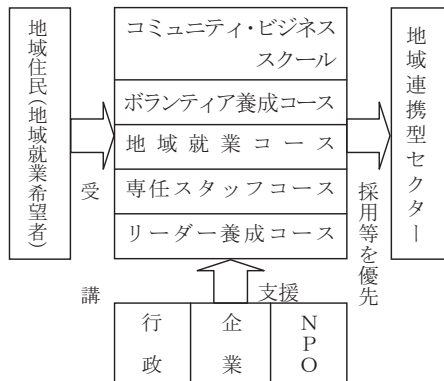 地域住民(地域就業希望者)
受
講
コミュニティ・ビジネス
スクール
ボランティア養成コース
地域就業コース
専任スタッフコース
リーダー養成コース
採用等を優先
地域連携型セクター
支援
行政
企業
NPO